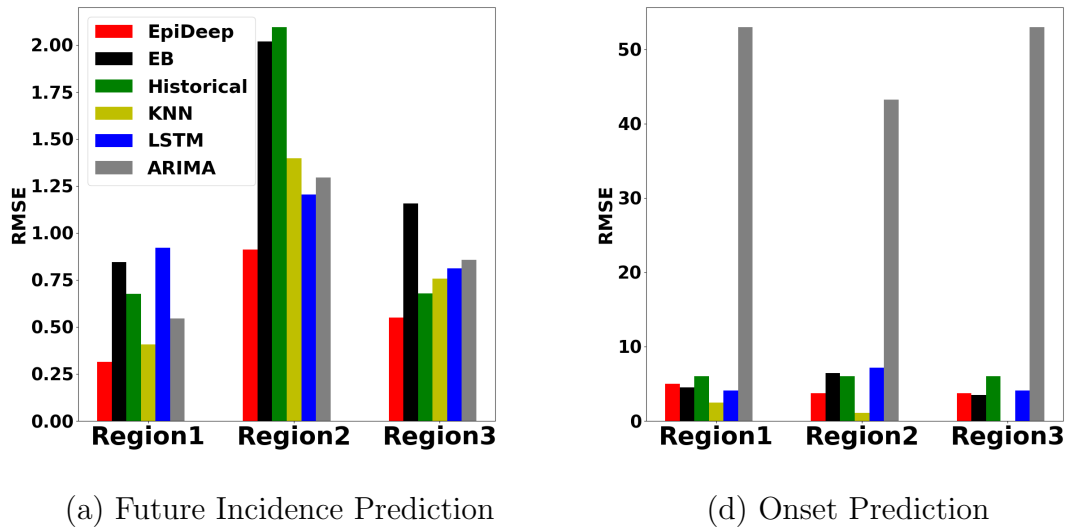 EpiDeep
EB
Historical
KNN
LSTM
ARIMA
RMSE
2.00
1.75
1.50
1.25
1.00
0.75
0.50
0.25
0.00
Region1
Region2
Region3
(a) Future Incidence Prediction
RMSE
50
40
30
20
10
0
Region1
Region2
Region3
(d) Onset Prediction